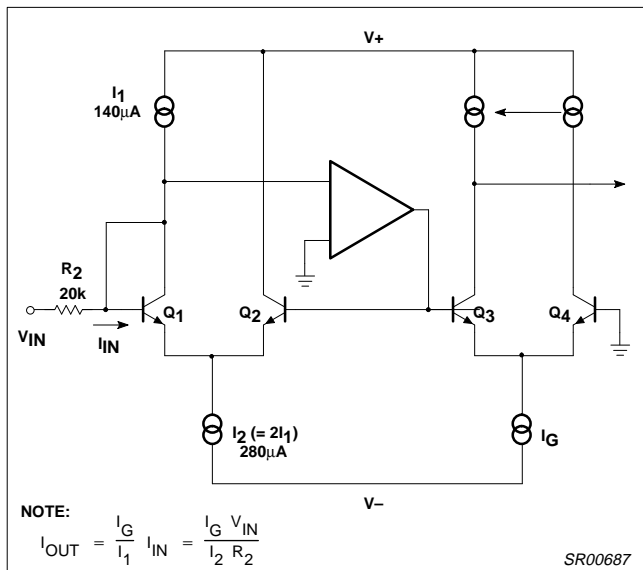 V+
I1
140μA
R2
20k
Q1
Q2
Q3
Q4
VIN
IIN
I2 (= 2I1)
280μA
IG
V–
NOTE:
IOUT = IG/I1 IIN = IG VIN/I2 R2
SR00687